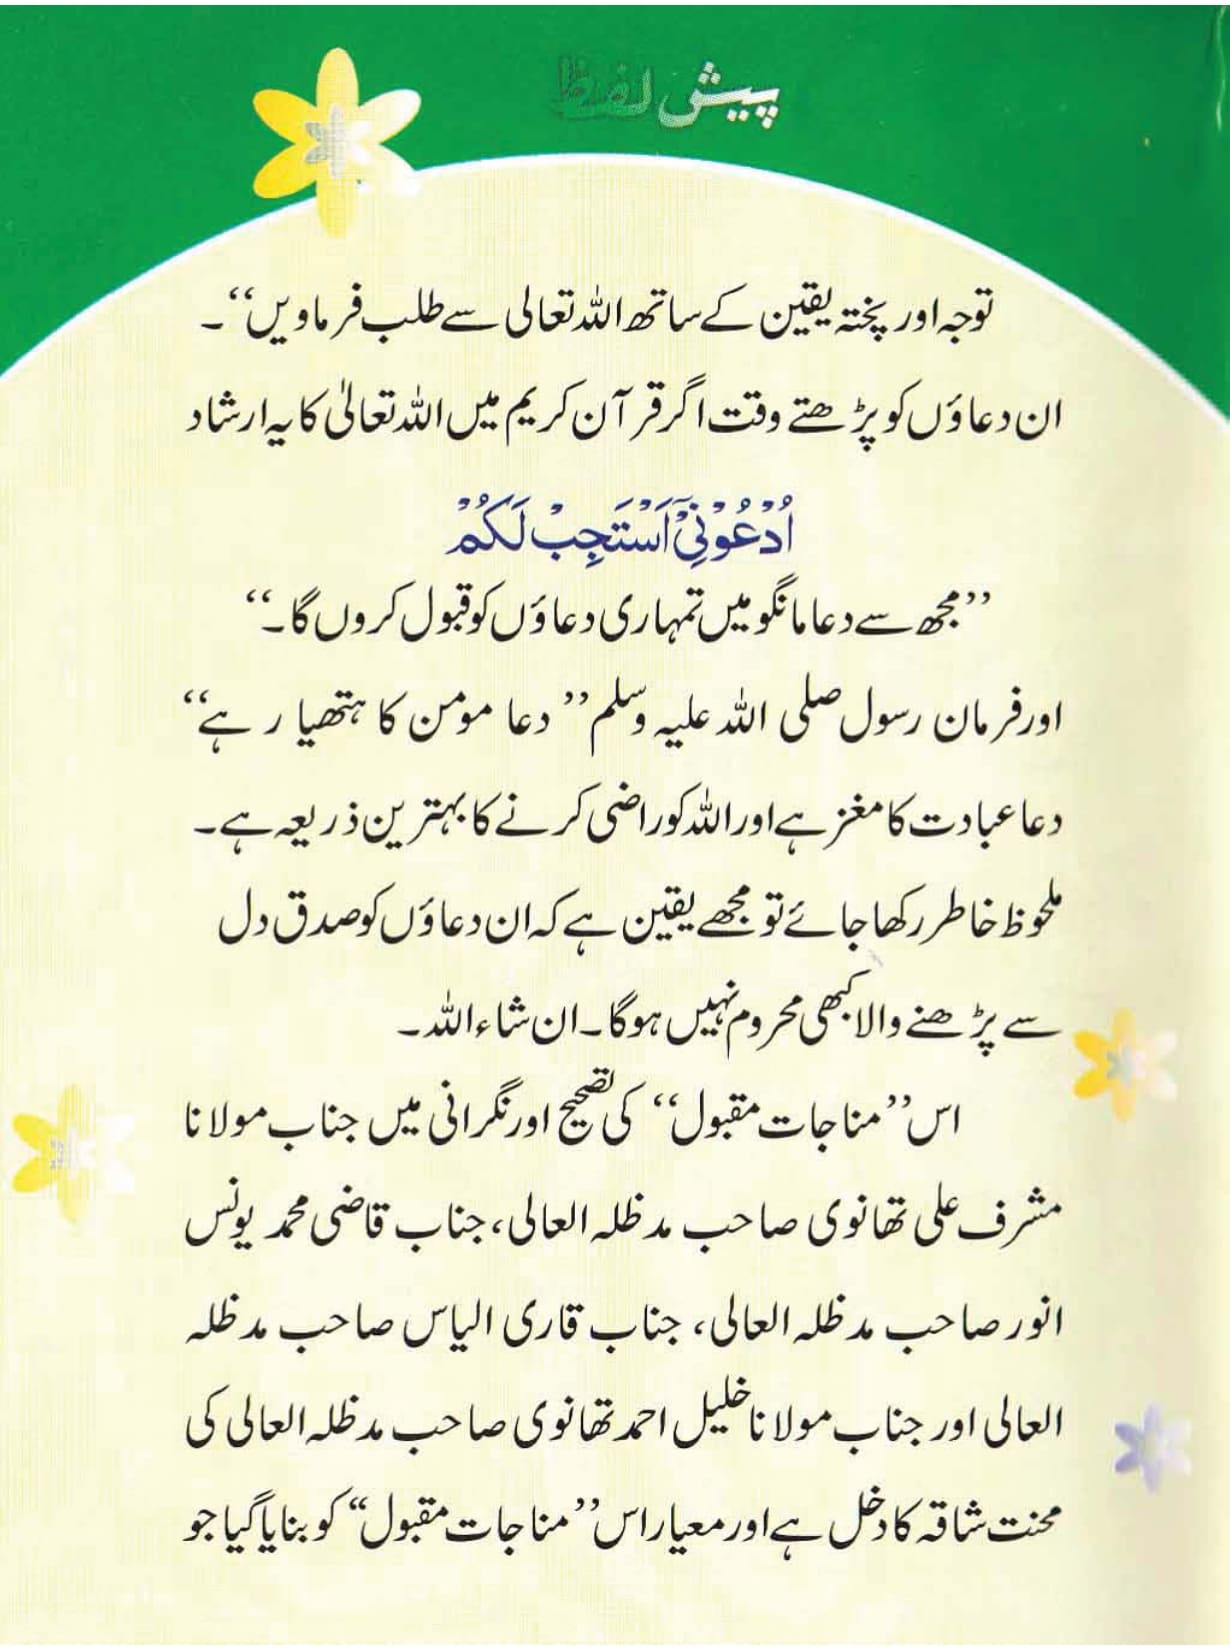 پیش لفظ
توجہ اور پختہ یقین کے ساتھ اللہ تعالی سے طلب فرماویں‘‘۔
ان دعاؤں کو پڑھتے وقت اگر قرآن کریم میں اللہ تعالیٰ کا یہ ارشاد
اُدْعُوْنِیْٓ اَسْتَجِبْ لَکُمْ
’’مجھ سے دعا مانگو میں تمہاری دعاؤں کو قبول کروں گا۔‘‘
اور فرمان رسول صلی اللہ علیہ وسلم ’’دعا مومن کا ہتھیار ہے‘‘
دعا عبادت کا مغز ہے اور اللہ کو راضی کرنے کا بہترین ذریعہ ہے۔
ملحوظ خاطر رکھا جائے تو مجھے یقین ہے کہ ان دعاؤں کو صدق دل
سے پڑھنے والا کبھی محروم نہیں ہوگا۔ ان شاء اللہ۔
اس ’’مناجات مقبول‘‘ کی تصحیح اور نگرانی میں جناب مولانا
مشرف علی تھانوی صاحب مدظلہ العالی، جناب قاضی محمد یونس
انور صاحب مدظلہ العالی، جناب قاری الیاس صاحب مدظلہ
العالی اور جناب مولانا خلیل احمد تھانوی صاحب مدظلہ العالی کی
محنت شاقہ کا دخل ہے اور معیار اس ’’مناجات مقبول‘‘ کو بنایا گیا جو